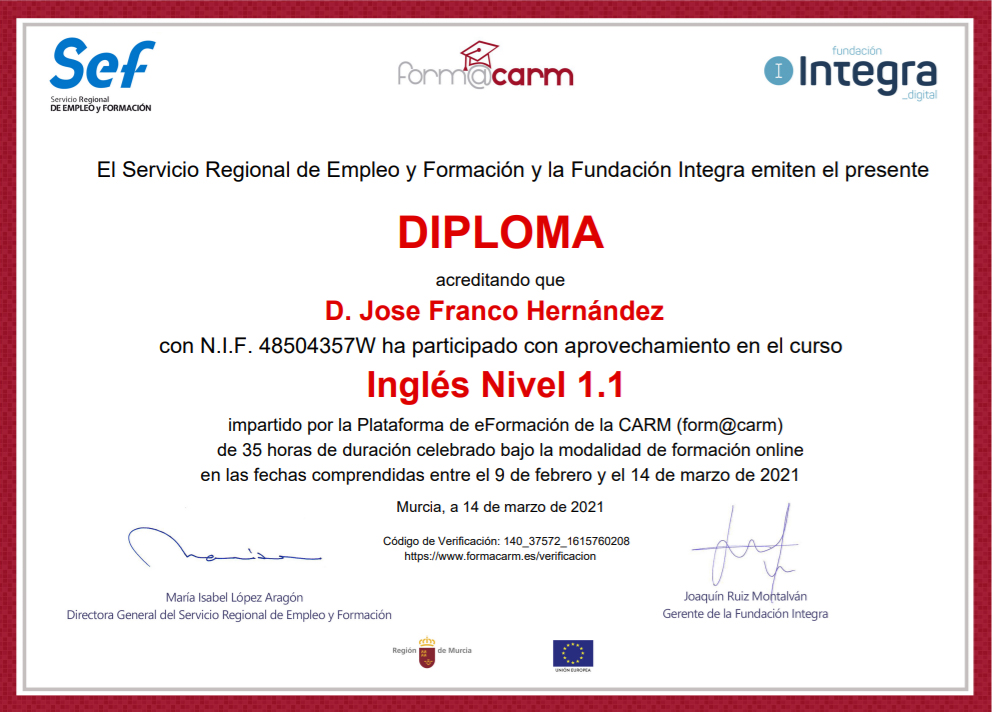 Sef
Servicio Regional
DE EMPLEO y FORMACIÓN
form@carm
fundación
Integra
_digital
El Servicio Regional de Empleo y Formación y la Fundación Integra emiten el presente
DIPLOMA
acreditando que
D. Jose Franco Hernández
con N.I.F. 48504357W ha participado con aprovechamiento en el curso
Inglés Nivel 1.1
impartido por la Plataforma de eFormación de la CARM (form@carm)
de 35 horas de duración celebrado bajo la modalidad de formación online
en las fechas comprendidas entre el 9 de febrero y el 14 de marzo de 2021
Murcia, a 14 de marzo de 2021
Código de Verificación: 140_37572_1615760208
https://www.formacarm.es/verificacion
María Isabel López Aragón
Directora General del Servicio Regional de Empleo y Formación
Joaquín Ruiz Montalván
Gerente de la Fundación Integra
Región de Murcia
UNIÓN EUROPEA